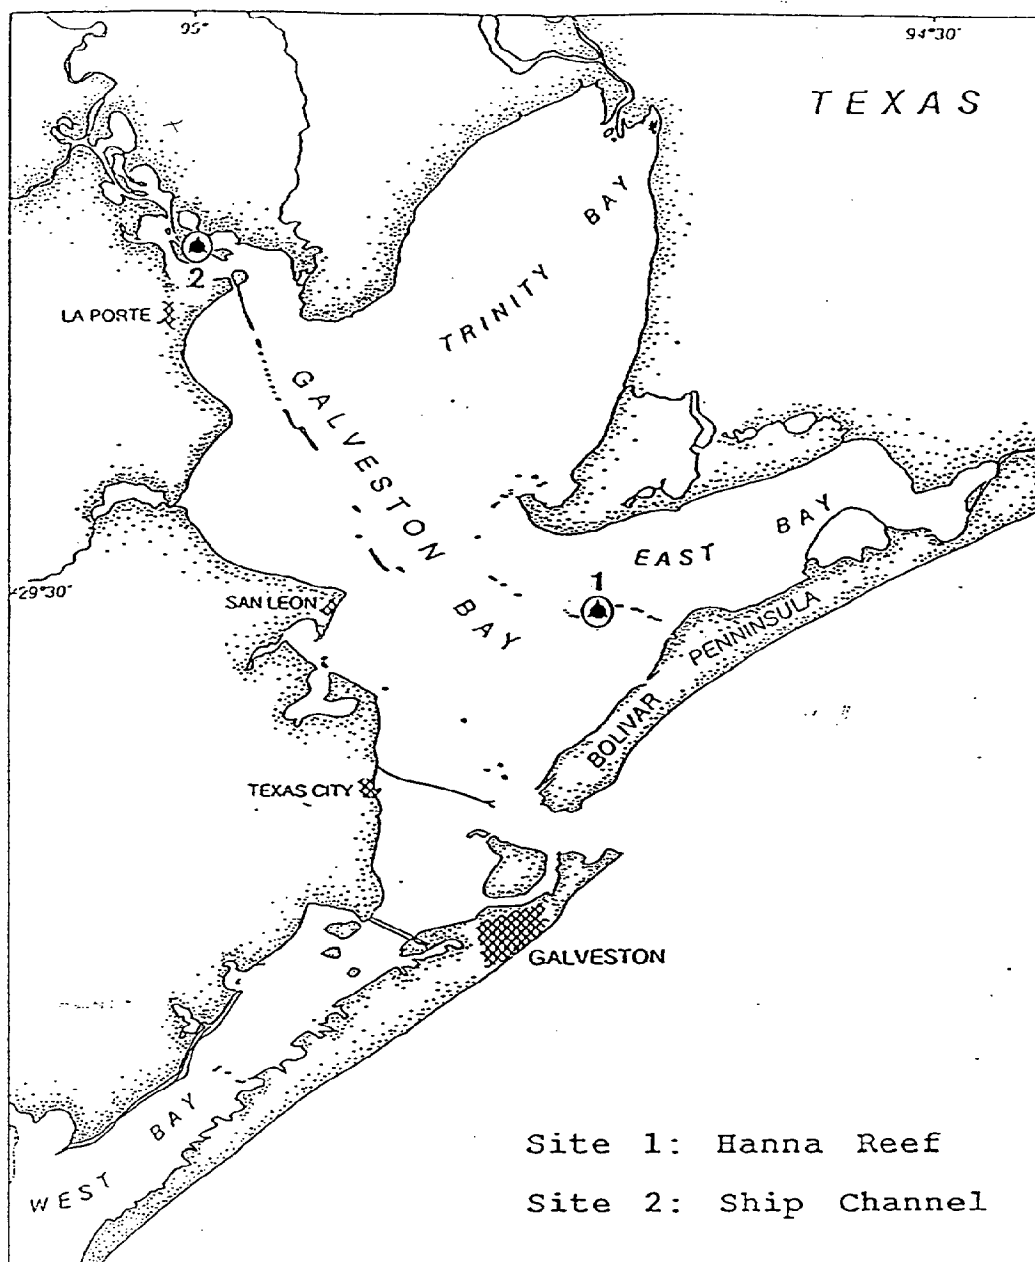 95°
94°30'
TEXAS
TRINITY BAY
2
LA PORTE
GALVESTON BAY
EAST BAY
1
29°30'
SAN LEON
BOLIVAR PENNINSULA
TEXAS CITY
GALVESTON
WEST BAY
Site 1: Hanna Reef
Site 2: Ship Channel